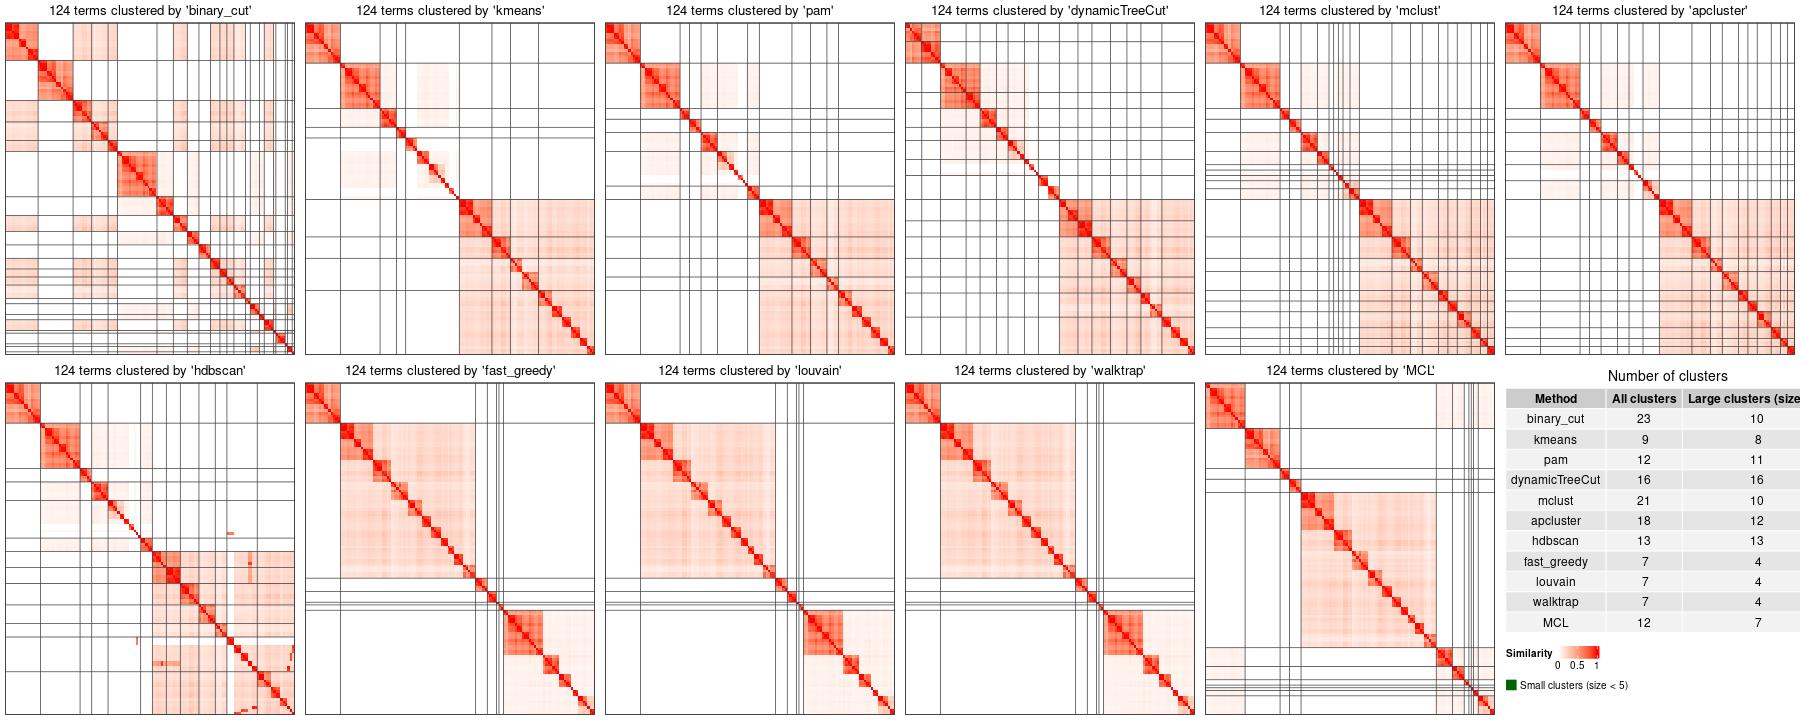 124 terms clustered by 'binary_cut'
124 terms clustered by 'kmeans'
124 terms clustered by 'pam'
124 terms clustered by 'dynamicTreeCut'
124 terms clustered by 'mclust'
124 terms clustered by 'apcluster'
124 terms clustered by 'hdbscan'
124 terms clustered by 'fast_greedy'
124 terms clustered by 'louvain'
124 terms clustered by 'walktrap'
124 terms clustered by 'MCL'
Number of clusters
Method All clusters Large clusters (size
binary_cut 23 10
kmeans 9 8
pam 12 11
dynamicTreeCut 16 16
mclust 21 10
apcluster 18 12
hdbscan 13 13
fast_greedy 7 4
louvain 7 4
walktrap 7 4
MCL 12 7
Similarity
0 0.5 1
Small clusters (size < 5)